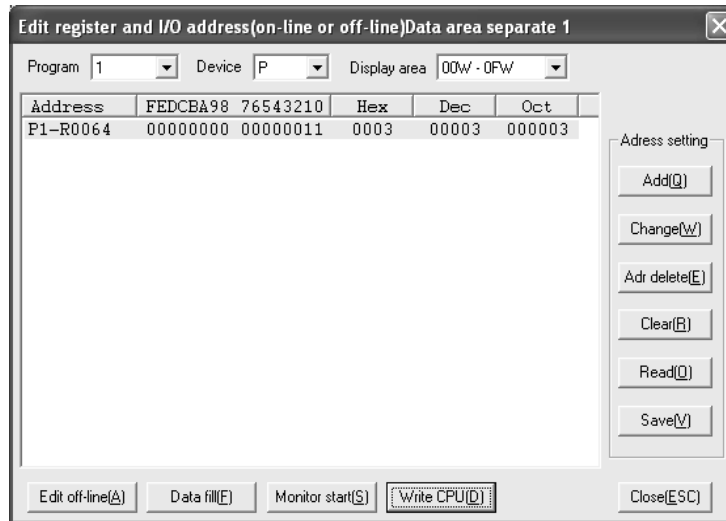 Edit register and I/O address(on-line or off-line)Data area separate 1
Program 1 Device P Display area 00W - 0FW
Address FEDCBA98 76543210 Hex Dec Oct
P1-R0064 00000000 00000011 0003 00003 000003
Adress setting
Add(Q)
Change(W)
Adr delete(E)
Clear(R)
Read(O)
Save(V)
Edit off-line(A) Data fill(F) Monitor start(S) Write CPU(D) Close(ESC)